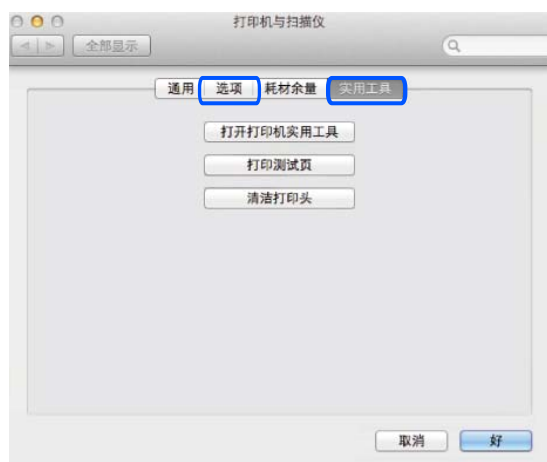 打印机与扫描仪
全部显示
通用 选项 耗材余量 实用工具
打开打印机实用工具
打印测试页
清洁打印头
取消 好